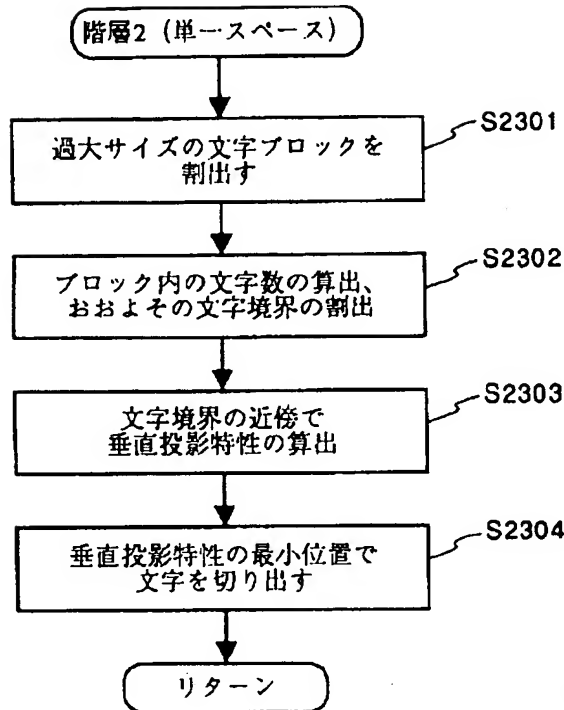 階層2（単一スペース）
S2301
過大サイズの文字ブロックを
割出す
S2302
ブロック内の文字数の算出、
おおよその文字境界の割出
S2303
文字境界の近傍で
垂直投影特性の算出
S2304
垂直投影特性の最小位置で
文字を切り出す
リターン